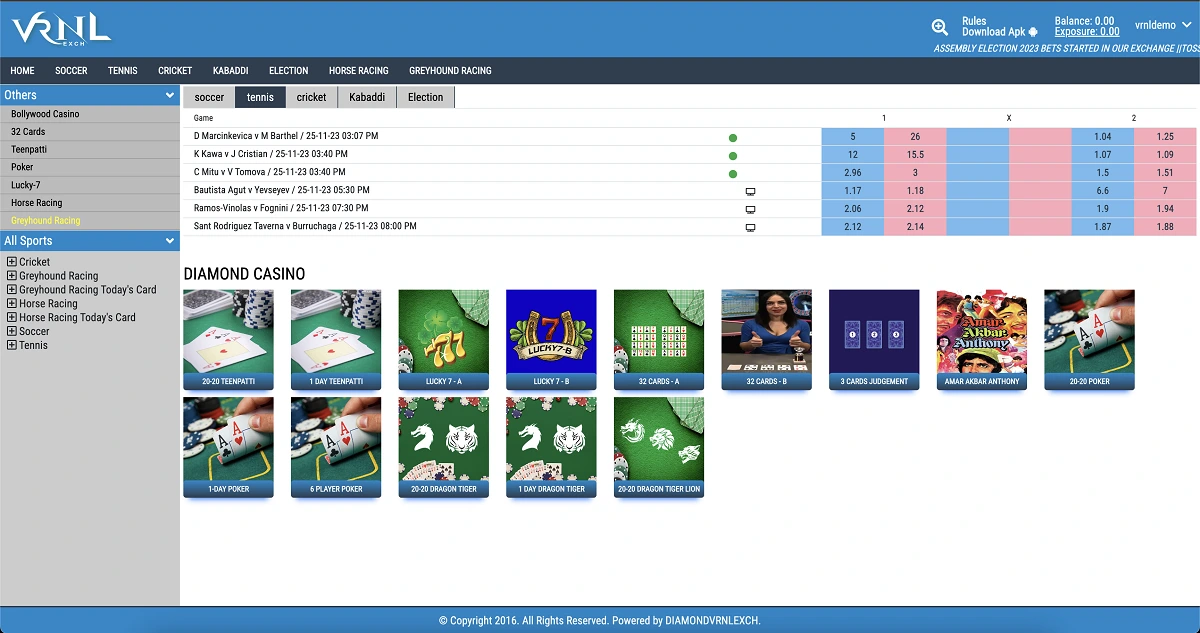 VRNL
EXCH
Rules
Download Apk
Balance: 0.00
Exposure: 0.00
vrnldemo
ASSEMBLY ELECTION 2023 BETS STARTED IN OUR EXCHANGE ||TOSS
HOME SOCCER TENNIS CRICKET KABADDI ELECTION HORSE RACING GREYHOUND RACING
Others
Bollywood Casino
32 Cards
Teenpatti
Poker
Lucky-7
Horse Racing
Greyhound Racing
All Sports
Cricket
Greyhound Racing
Greyhound Racing Today's Card
Horse Racing
Horse Racing Today's Card
Soccer
Tennis
soccer tennis cricket Kabaddi Election
Game 1 X 2
D Marcinkevica v M Barthel / 25-11-23 03:07 PM 5 26 1.04 1.25
K Kawa v J Cristian / 25-11-23 03:40 PM 12 15.5 1.07 1.09
C Mitu v V Tomova / 25-11-23 03:40 PM 2.96 3 1.5 1.51
Bautista Agut v Yevseyev / 25-11-23 05:30 PM 1.17 1.18 6.6 7
Ramos-Vinolas v Fognini / 25-11-23 07:30 PM 2.06 2.12 1.9 1.94
Sant Rodriguez Taverna v Burruchaga / 25-11-23 08:00 PM 2.12 2.14 1.87 1.88
DIAMOND CASINO
777
7
LUCKY7-B
Amar
Akbar
Anthony
A A
20-20 TEENPATTI 1 DAY TEENPATTI LUCKY 7 - A LUCKY 7 - B 32 CARDS - A 32 CARDS - B 3 CARDS JUDGEMENT AMAR AKBAR ANTHONY 20-20 POKER
A A
A A
1-DAY POKER 6 PLAYER POKER 20-20 DRAGON TIGER 1 DAY DRAGON TIGER 20-20 DRAGON TIGER LION
© Copyright 2016. All Rights Reserved. Powered by DIAMONDVRNLEXCH.